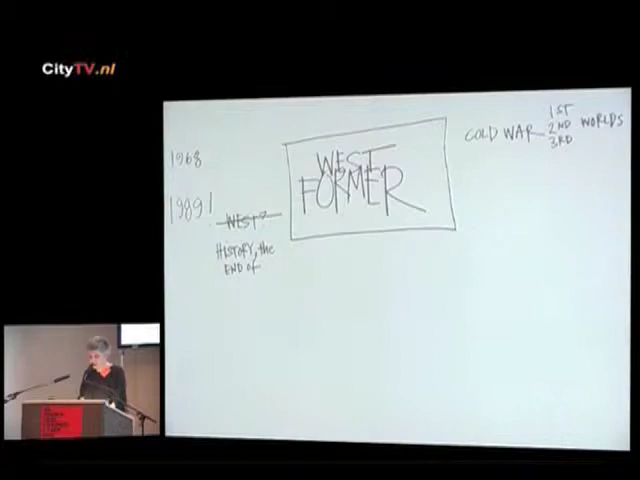 CityTV.nl
1968
1989!
WEST?
HISTORY, the
END OF
WEST
FORMER
COLD WAR
1ST
2ND
3RD
WORLDS